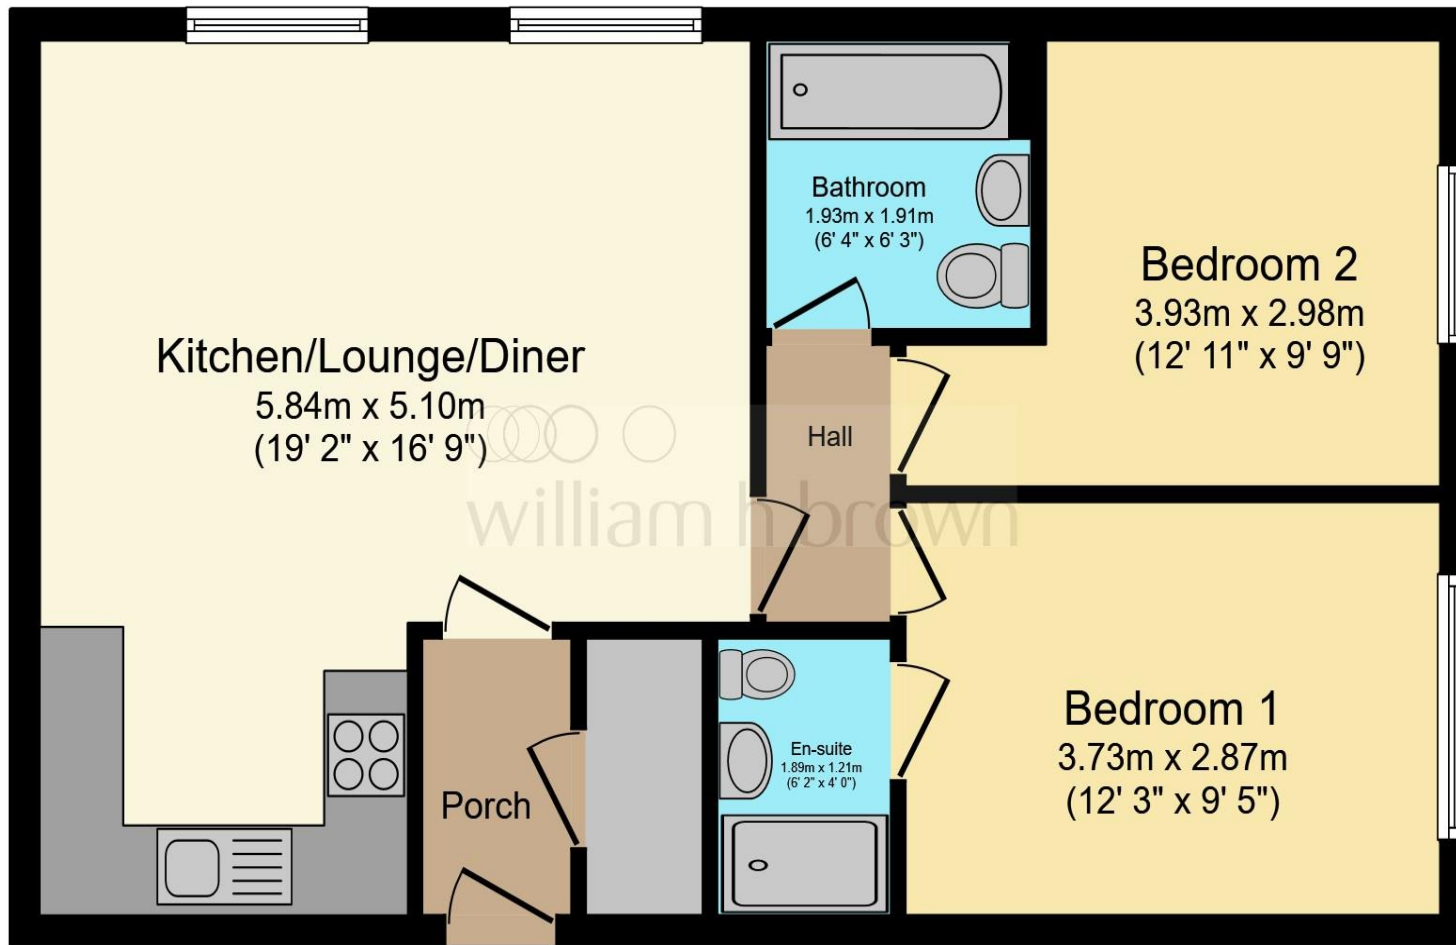 Bathroom
1.93m x 1.91m
(6' 4" x 6' 3")
Bedroom 2
3.93m x 2.98m
(12' 11" x 9' 9")
Kitchen/Lounge/Diner
5.84m x 5.10m
(19' 2" x 16' 9")
Hall
william h brown
Bedroom 1
3.73m x 2.87m
(12' 3" x 9' 5")
En-suite
1.89m x 1.21m
(6' 2" x 4' 0")
Porch